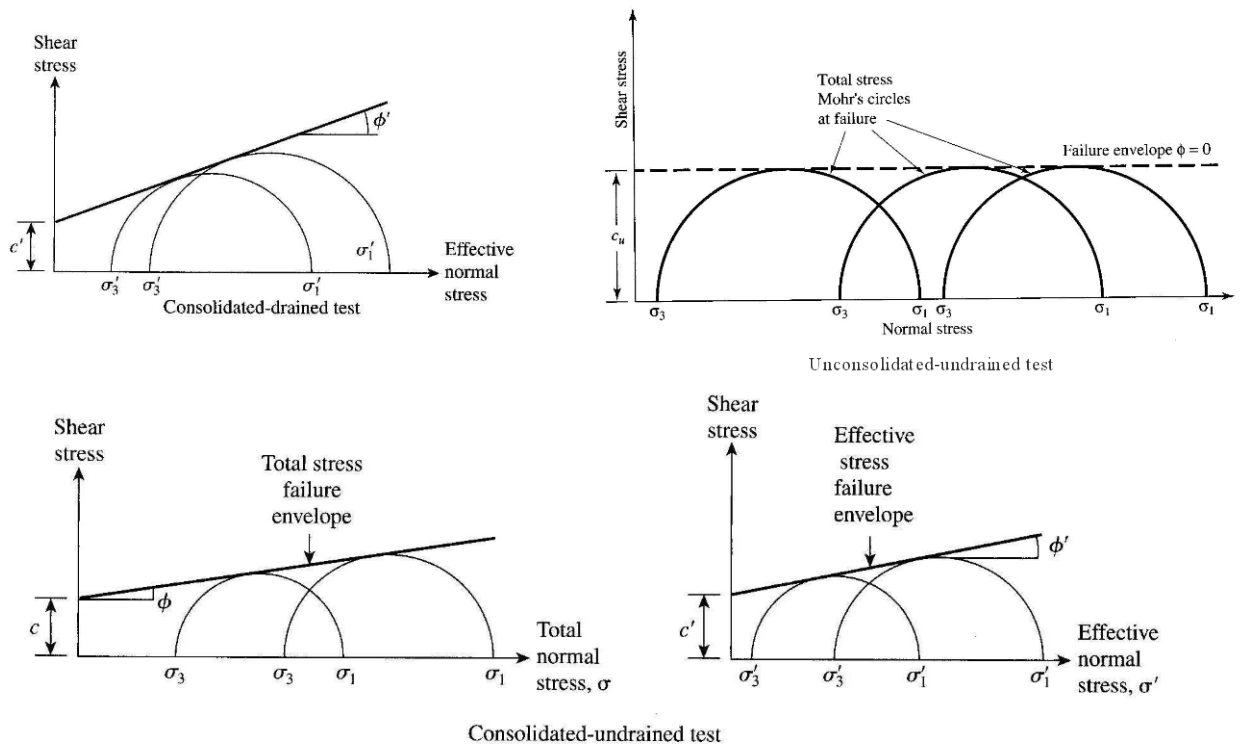 Shear
stress
ϕ′
c′
σ′₃
σ′₃
σ′₁
σ′₁
Effective
normal
stress
Consolidated-drained test
Shear stress
Total stress
Mohr's circles
at failure
Failure envelope ϕ = 0
cᵤ
σ₃
σ₃
σ₁
σ₃
σ₁
σ₁
Normal stress
Unconsolidated-undrained test
Shear
stress
Total stress
failure
envelope
ϕ
c
σ₃
σ₃
σ₁
σ₁
Total
normal
stress, σ
Shear
stress
Effective
stress
failure
envelope
ϕ′
c′
σ′₃
σ′₃
σ′₁
σ′₁
Effective
normal
stress, σ′
Consolidated-undrained test